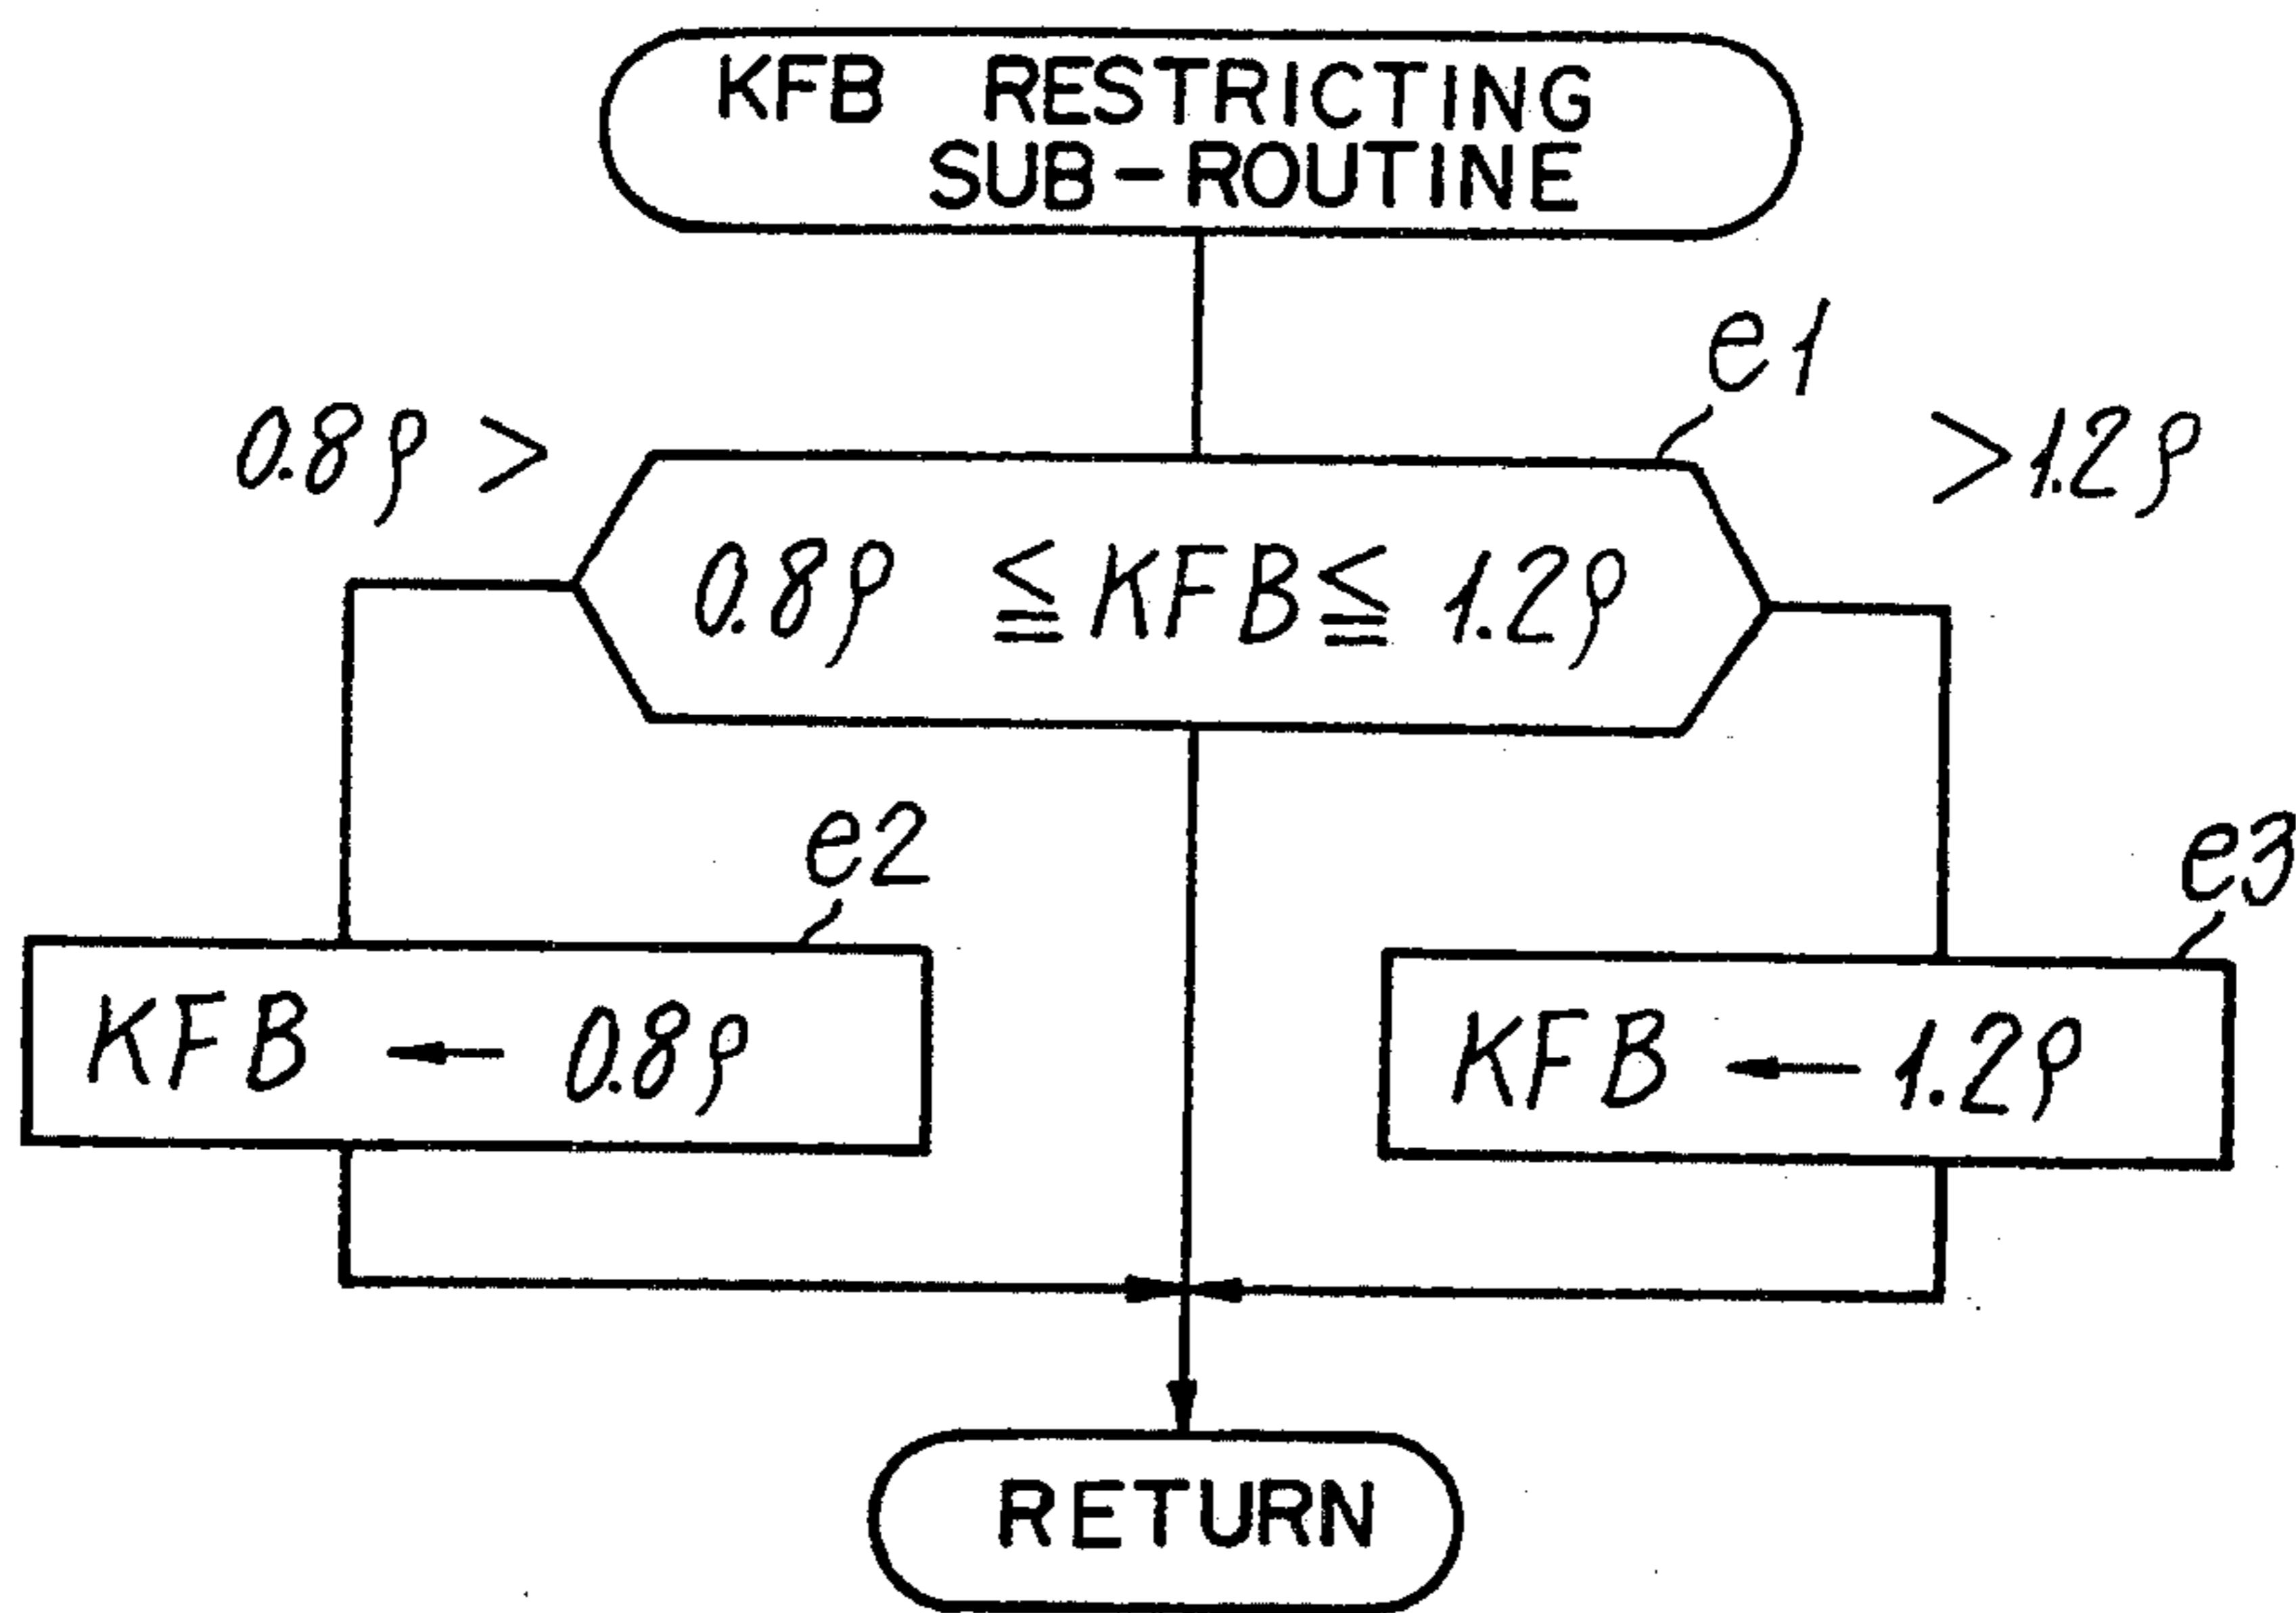 KFB RESTRICTING
SUB-ROUTINE
e1
0.8ρ >
> 1.2ρ
0.8ρ ≦ KFB ≦ 1.2ρ
e2
e3
KFB ← 0.8ρ
KFB ← 1.2ρ
RETURN